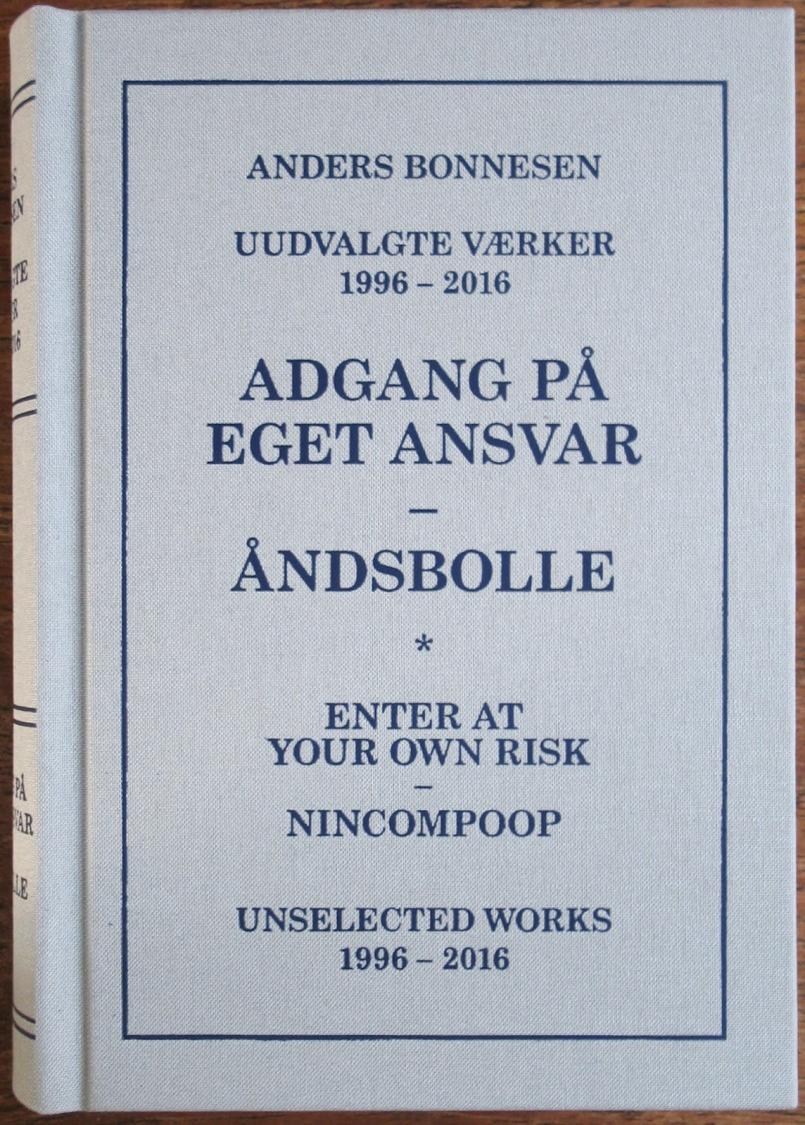 ANDERS BONNESEN
UUDVALGTE VÆRKER
1996 – 2016
ADGANG PÅ
EGET ANSVAR
–
ÅNDSBOLLE
*
ENTER AT
YOUR OWN RISK
–
NINCOMPOOP
UNSELECTED WORKS
1996 – 2016